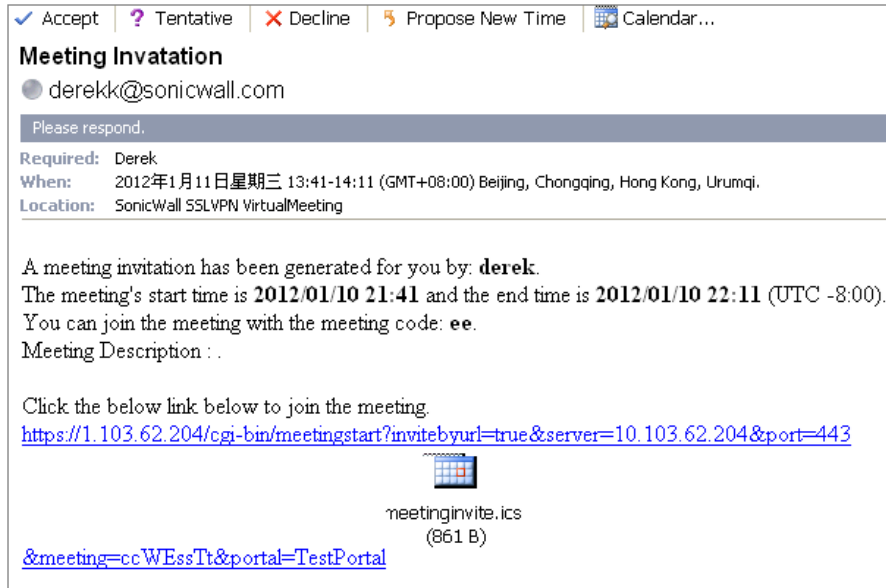 Accept ? Tentative Decline Propose New Time Calendar...
Meeting Invatation
derekk@sonicwall.com
Please respond.
Required: Derek
When: 2012年1月11日星期三 13:41-14:11 (GMT+08:00) Beijing, Chongqing, Hong Kong, Urumqi.
Location: SonicWall SSLVPN VirtualMeeting
A meeting invitation has been generated for you by: derek.
The meeting's start time is 2012/01/10 21:41 and the end time is 2012/01/10 22:11 (UTC -8:00).
You can join the meeting with the meeting code: ee.
Meeting Description : .
Click the below link below to join the meeting.
https://1.103.62.204/cgi-bin/meetingstart?invitebyurl=true&server=10.103.62.204&port=443
meetinginvite.ics
(861 B)
&meeting=ccWEssTt&portal=TestPortal